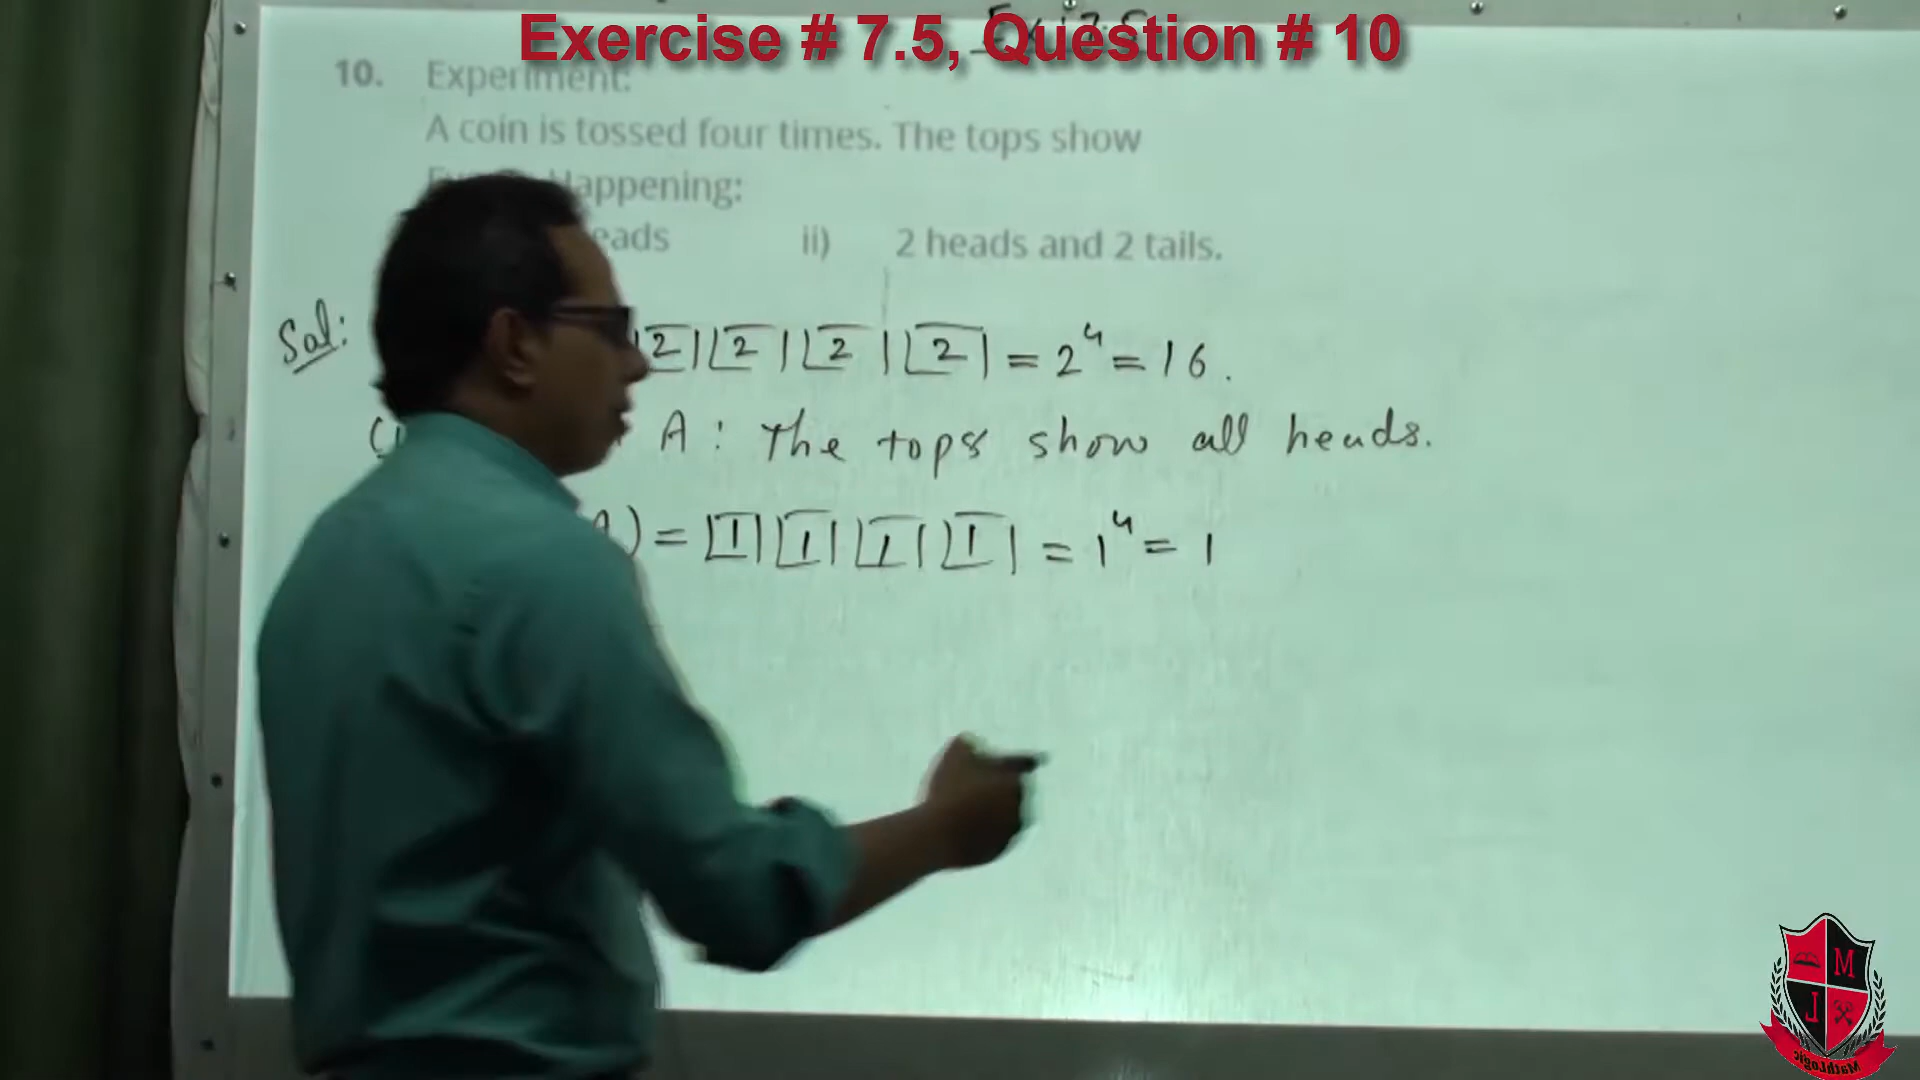 Exercise # 7.5, Question # 10
10. Experiment:
A coin is tossed four times. The tops show
Happening:
ii) 2 heads and 2 tails.
Sol: 2 2 2 2 = 2⁴ = 16.
A : The tops show all heads.
) = 1 1 1 1 = 1⁴ = 1
M
J
MathLogic